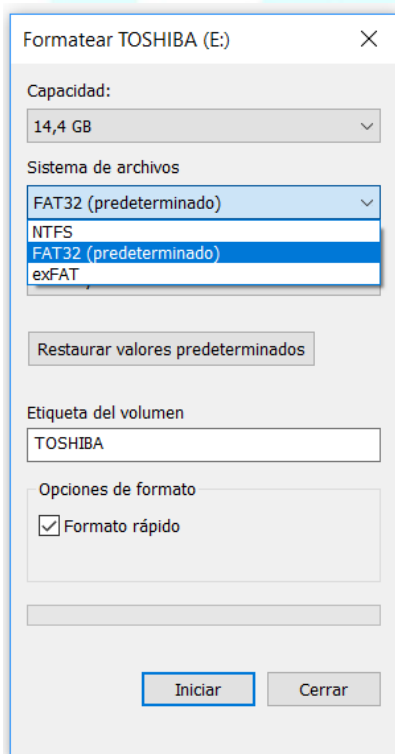 Formatear TOSHIBA (E:)
Capacidad:
14,4 GB
Sistema de archivos
FAT32 (predeterminado)
NTFS
FAT32 (predeterminado)
exFAT
Restaurar valores predeterminados
Etiqueta del volumen
TOSHIBA
Opciones de formato
Formato rápido
Iniciar
Cerrar